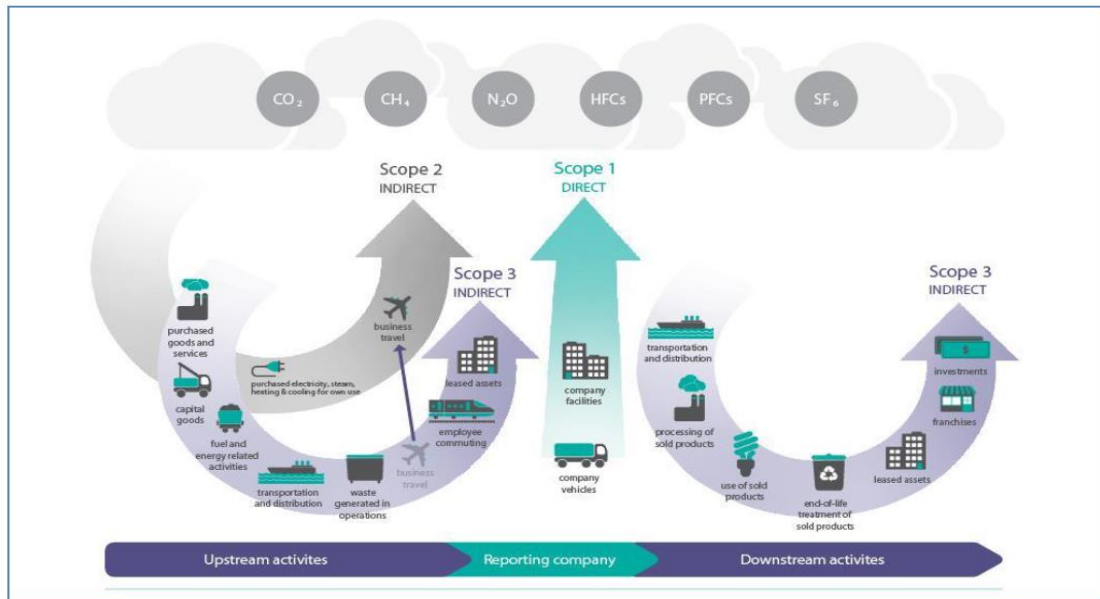 CO₂
CH₄
N₂O
HFCs
PFCs
SF₆
Scope 2
INDIRECT
Scope 1
DIRECT
Scope 3
INDIRECT
Scope 3
INDIRECT
purchased
goods and
services
capital
goods
fuel and
energy related
activities
purchased electricity, steam,
heating & cooling for own use
transportation
and distribution
waste
generated in
operations
business
travel
business
travel
employee
commuting
leased assets
company
facilities
company
vehicles
transportation
and distribution
processing of
sold products
use of sold
products
end-of-life
treatment of
sold products
leased assets
franchises
$
investments
Upstream activites
Reporting company
Downstream activites